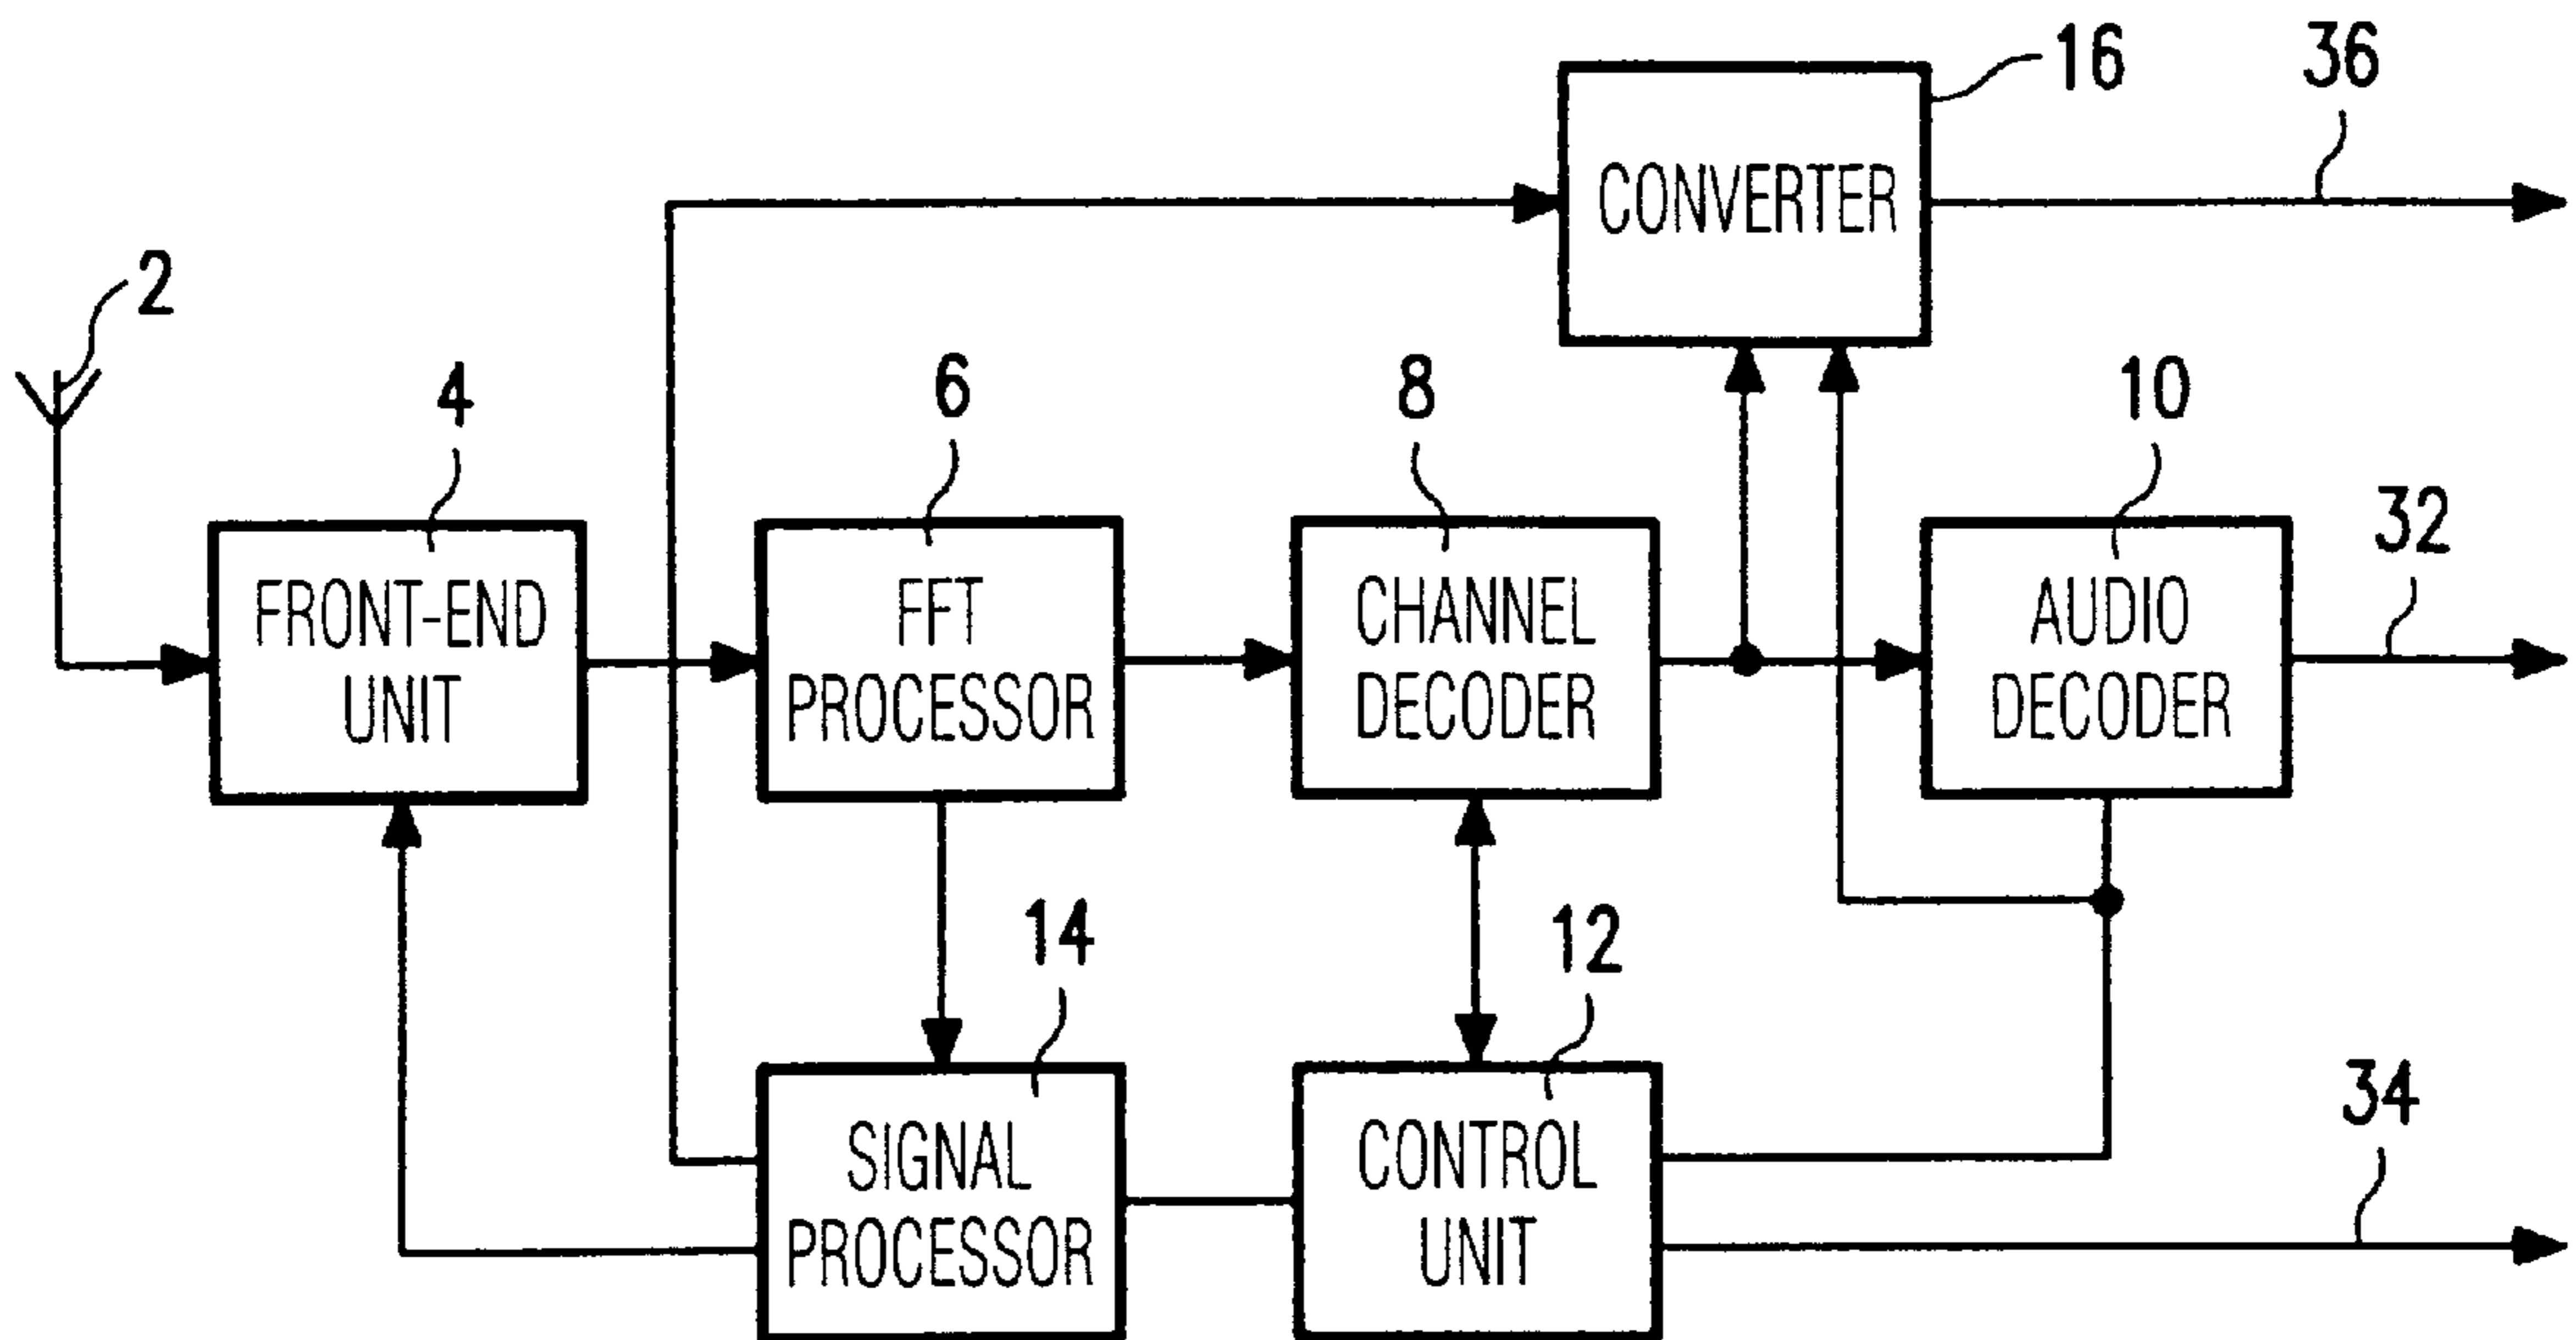 16
36
CONVERTER
2
4
6
8
10
32
FRONT-END
UNIT
FFT
PROCESSOR
CHANNEL
DECODER
AUDIO
DECODER
14
12
34
SIGNAL
PROCESSOR
CONTROL
UNIT